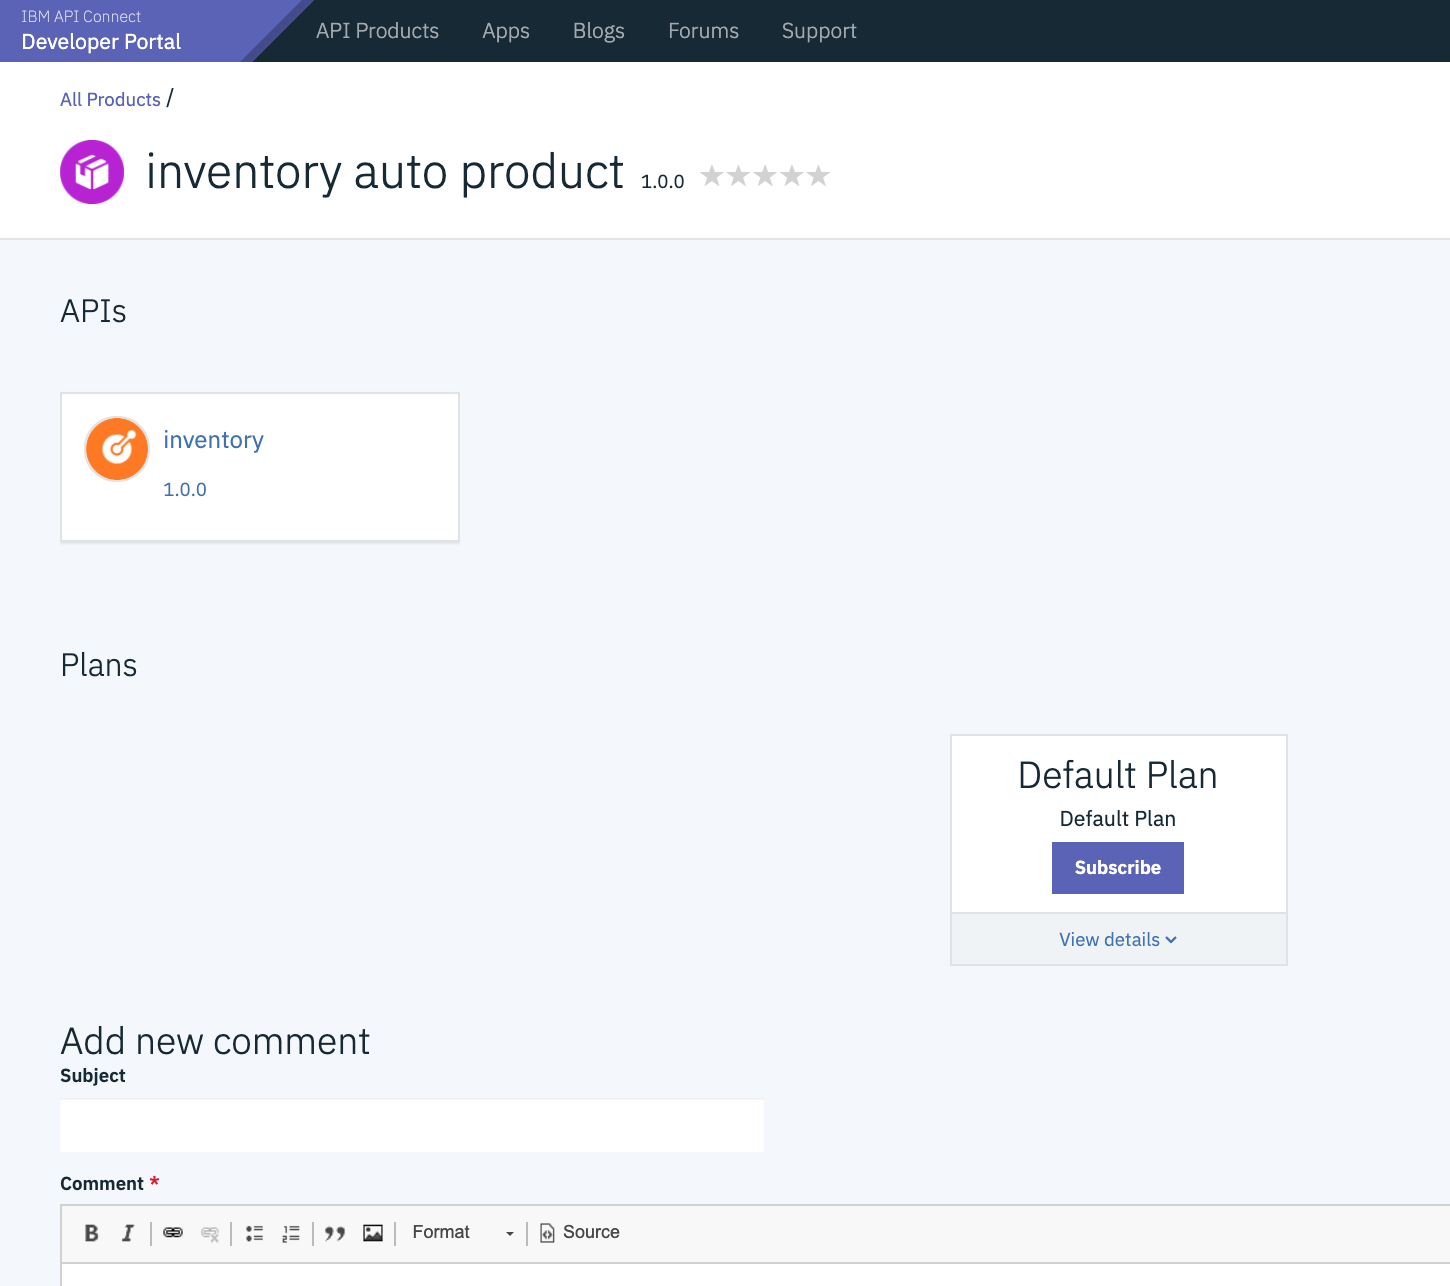 IBM API Connect
Developer Portal
API Products Apps Blogs Forums Support
All Products /
inventory auto product 1.0.0
APIs
inventory
1.0.0
Plans
Default Plan
Default Plan
Subscribe
View details
Add new comment
Subject
Comment *
B I Format Source